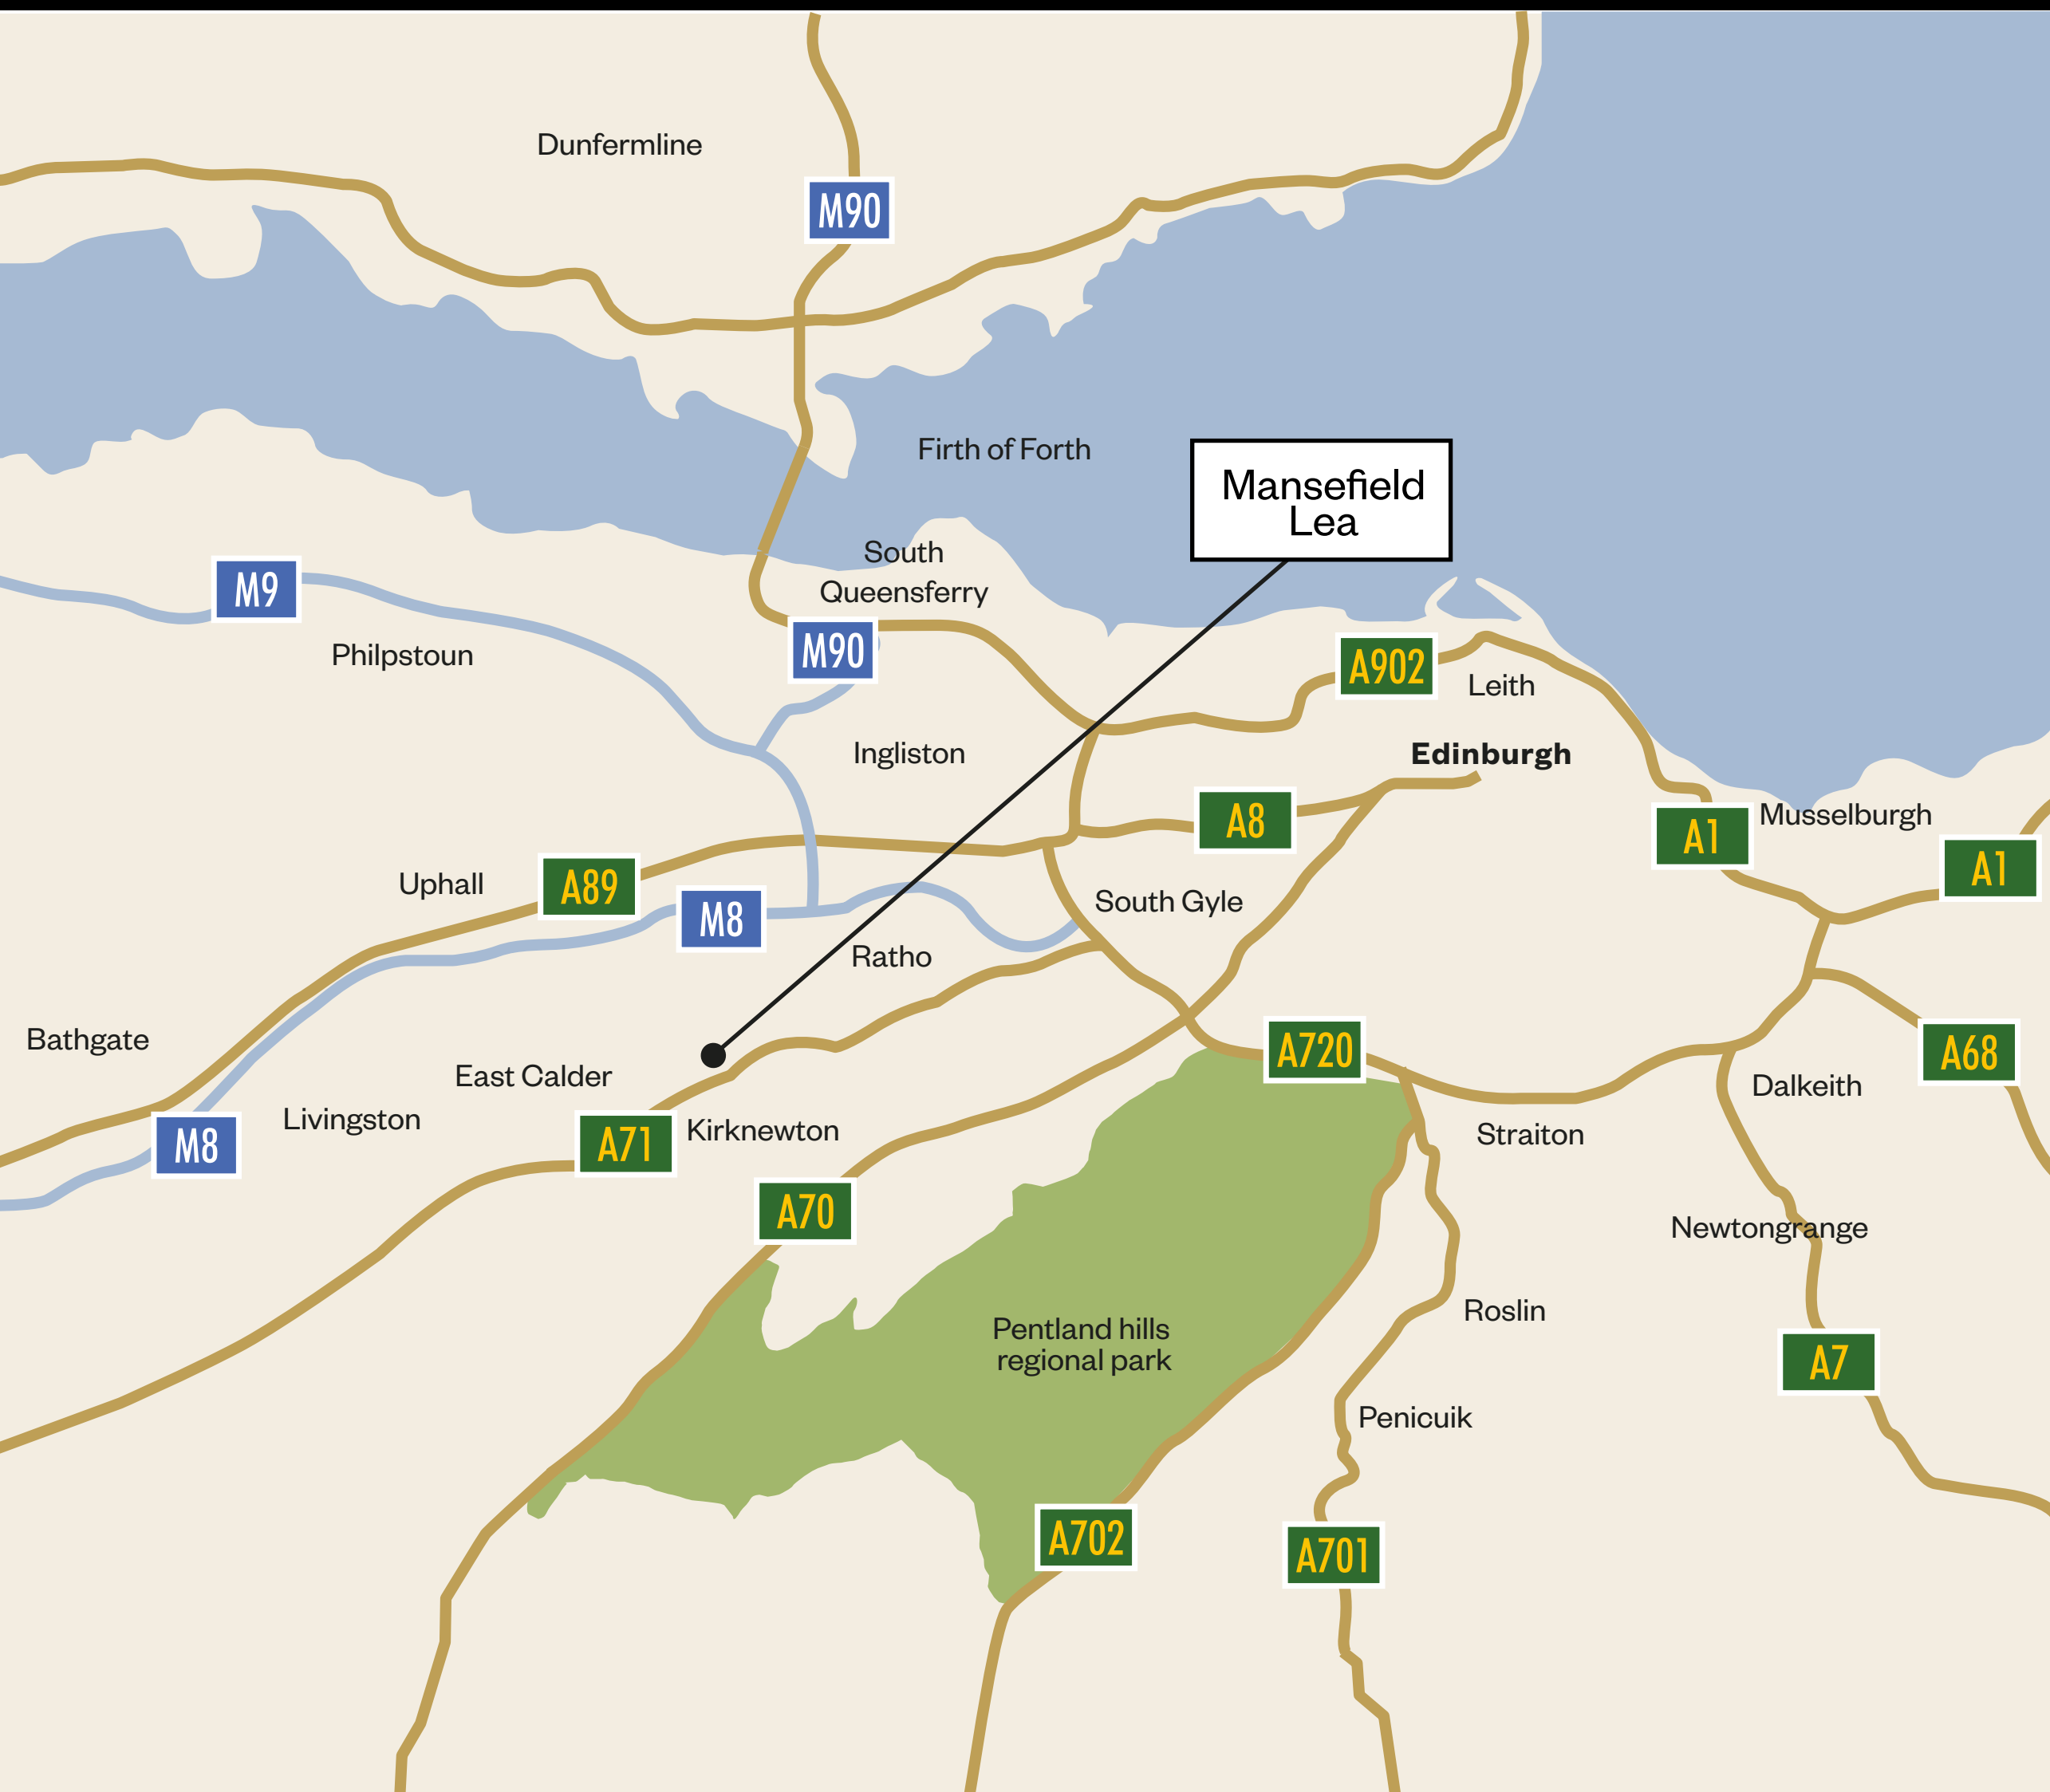 Dunfermline
M90
Firth of Forth
Mansefield
Lea
South
Queensferry
M9
M90
Philpstoun
A902
Leith
Ingliston
Edinburgh
A8
A1
Musselburgh
A1
Uphall
A89
M8
South Gyle
Ratho
Bathgate
East Calder
A720
A68
Dalkeith
Livingston
M8
A71
Kirknewton
Straiton
A70
Newtongrange
Pentland hills
regional park
Roslin
A7
Penicuik
A702
A701